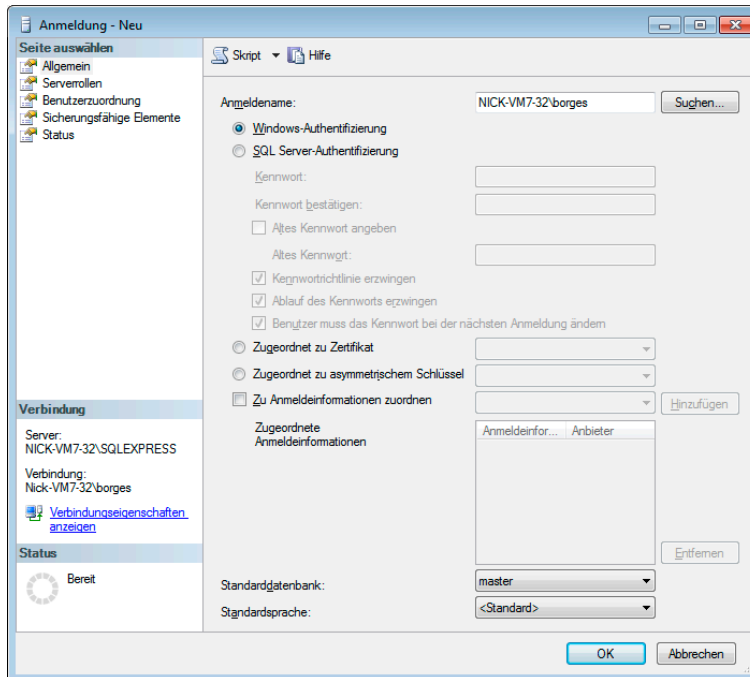 Anmeldung - Neu
Seite auswählen
Allgemein
Serverrollen
Benutzerzuordnung
Sicherungsfähige Elemente
Status
Skript
Hilfe
Anmeldename:
NICK-VM7-32\borges
Suchen...
Windows-Authentifizierung
SQL Server-Authentifizierung
Kennwort:
Kennwort bestätigen:
Altes Kennwort angeben
Altes Kennwort:
Kennwortrichtlinie erzwingen
Ablauf des Kennworts erzwingen
Benutzer muss das Kennwort bei der nächsten Anmeldung ändern
Zugeordnet zu Zertifikat
Zugeordnet zu asymmetrischem Schlüssel
Zu Anmeldeinformationen zuordnen
Hinzufügen
Zugeordnete
Anmeldeinformationen
Anmeldeinfor... Anbieter
Entfernen
Standarddatenbank:
master
Standardsprache:
<Standard>
Verbindung
Server:
NICK-VM7-32\SQLEXPRESS
Verbindung:
Nick-VM7-32\borges
Verbindungseigenschaften
anzeigen
Status
Bereit
OK
Abbrechen